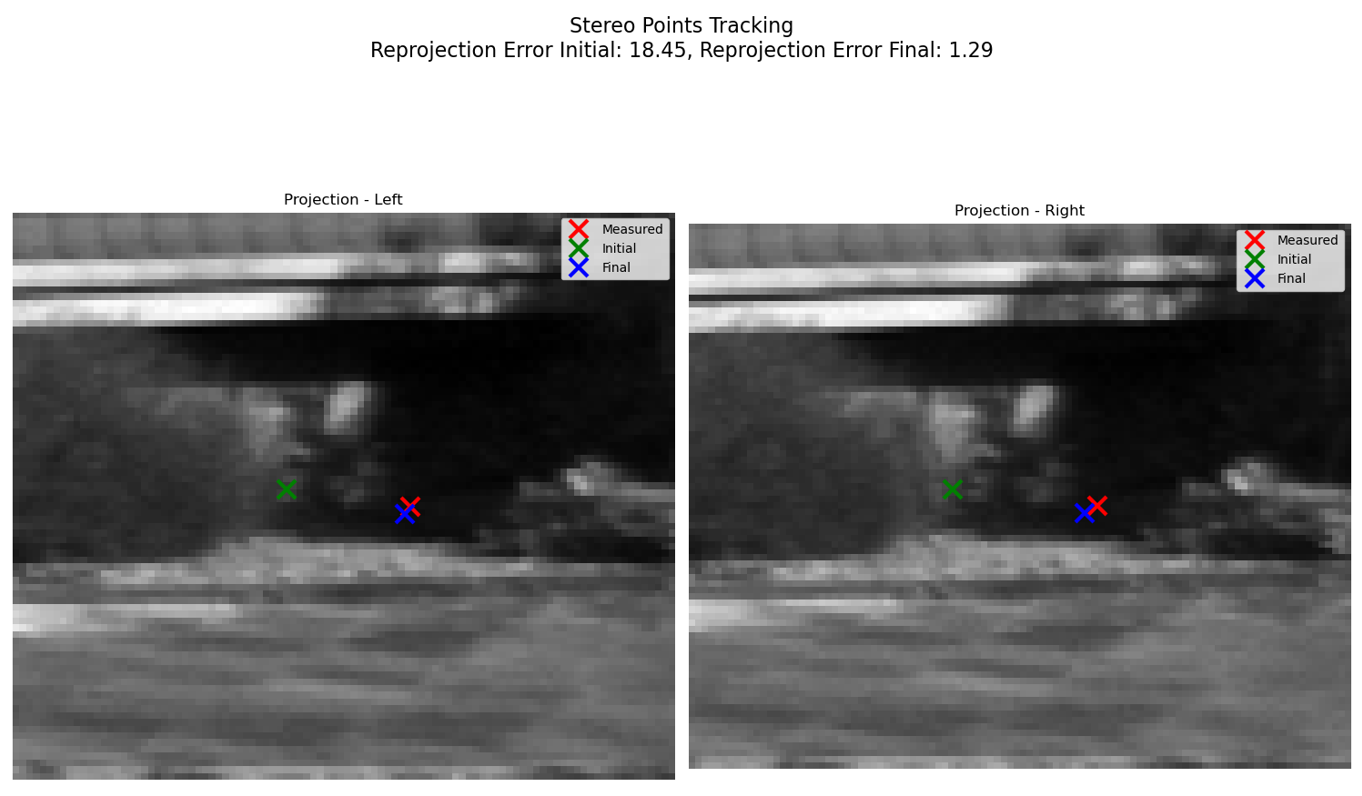 Stereo Points Tracking
Reprojection Error Initial: 18.45, Reprojection Error Final: 1.29
Projection - Left
Measured
Initial
Final
Projection - Right
Measured
Initial
Final